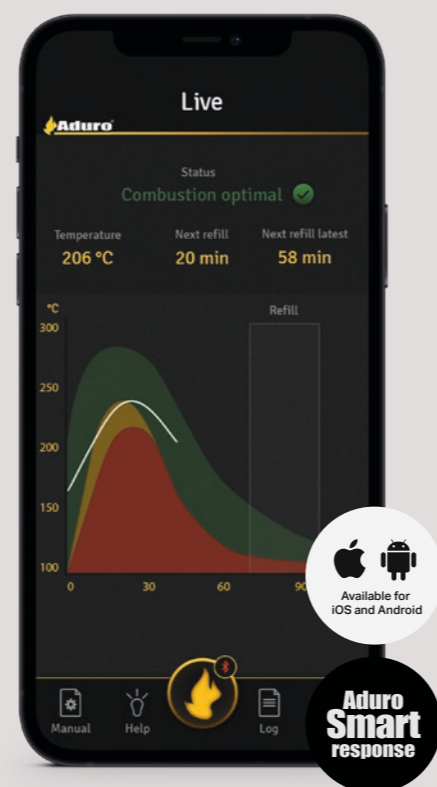 Live
Aduro
Status
Combustion optimal
Temperature
Next refill
Next refill latest
206 °C
20 min
58 min
°C
Refill
300
250
200
150
100
0
30
60
90
Manual
Help
Log
Available for
iOS and Android
Aduro
Smart
response